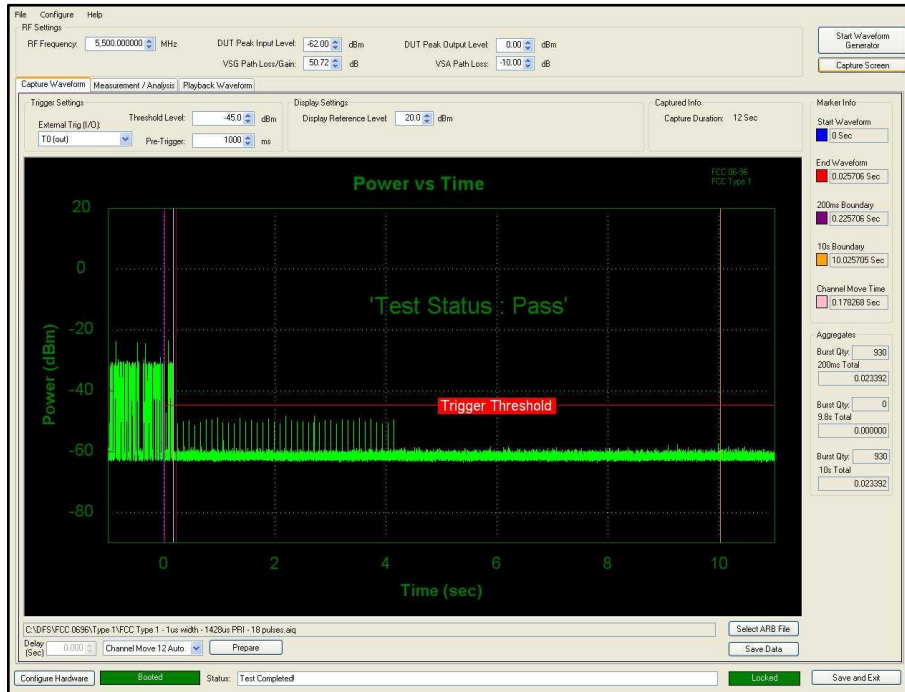 File Configure Help
RF Settings
RF Frequency: 5,500.000000 MHz DUT Peak Input Level: -62.00 dBm DUT Peak Output Level: 0.00 dBm
VSG Path Loss/Gain: 50.72 dB VSA Path Loss: -10.00 dB
Start Waveform Generator
Capture Screen
Capture Waveform Measurement / Analysis Playback Waveform
Trigger Settings
External Trig (I/O): Threshold Level: -45.0 dBm
T0 (out) Pre-Trigger: 1000 ms
Display Settings
Display Reference Level: 20.0 dBm
Captured Info
Capture Duration: 12 Sec
Marker Info
Start Waveform
0 Sec
End Waveform
0.025706 Sec
200ms Boundary
0.225706 Sec
10s Boundary
10.025705 Sec
Channel Move Time
0.178268 Sec
Aggregates
Burst Qty: 930
200ms Total
0.023392
Burst Qty: 0
9.8s Total
0.000000
Burst Qty: 930
10s Total
0.023392
Power vs Time
FCC 06-96
FCC Type 1
20
0
-20
-40
-60
-80
Power (dBm)
'Test Status : Pass'
Trigger Threshold
0 2 4 6 8 10
Time (sec)
C:\DFS\FCC 0696\Type 1\FCC Type 1 - 1us width - 1428us PRI - 18 pulses.aiq
Select ARB File
Delay (Sec) 0.000 Channel Move 12 Auto Prepare
Save Data
Configure Hardware Booted Status: Test Completed! Locked Save and Exit